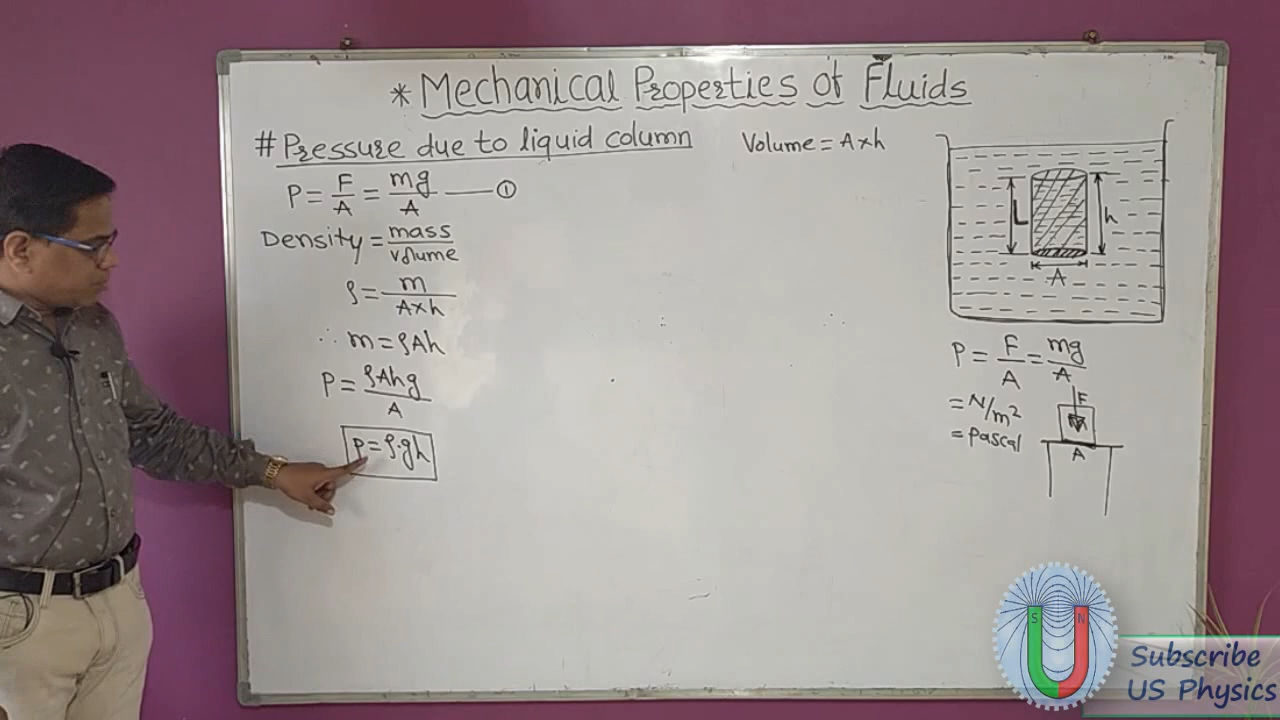 * Mechanical Properties of Fluids
# Pressure due to liquid column
P = F/A = mg/A —— ①
Density = mass/volume
ρ = m/A×h
∴ m = ρAh
P = ρAhg/A
P = ρ·gh
Volume = A×h
L
h
A
P = F/A = mg/A
= N/m²
= pascal
F
A
S N
Subscribe
US Physics